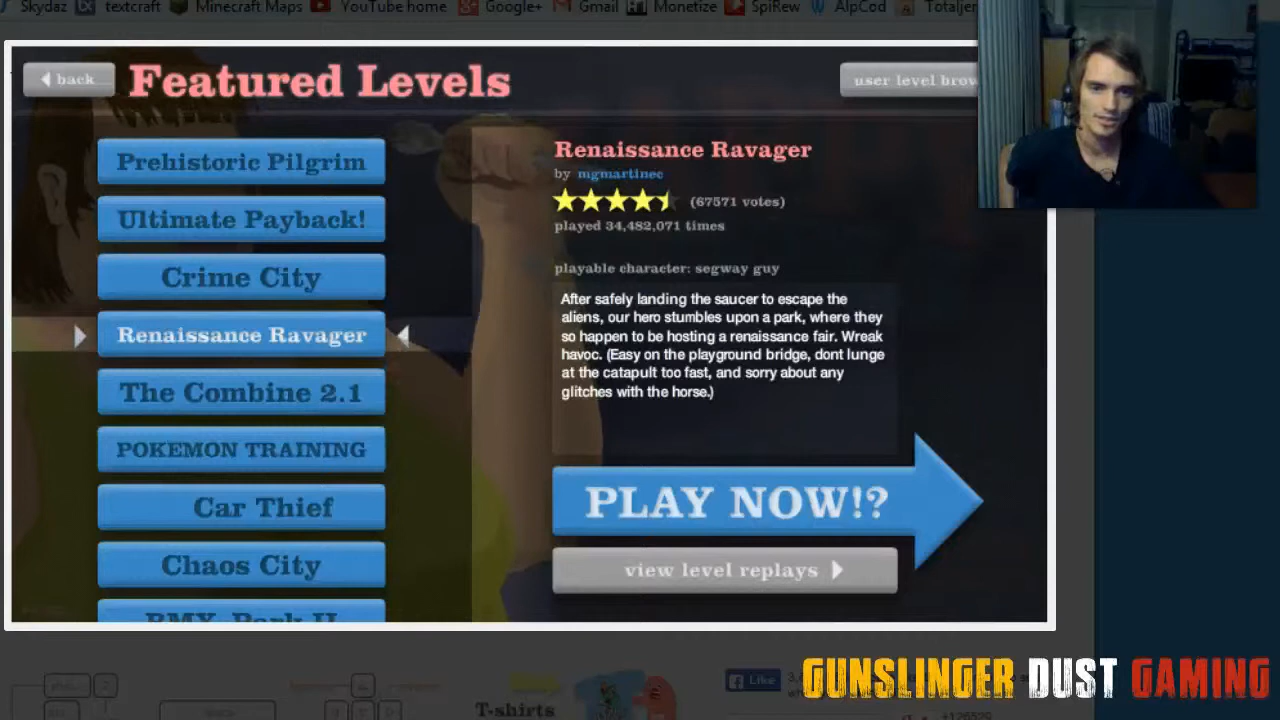 Skydaz textcraft Minecraft Maps YouTube home Google+ Gmail Monetize SpiRew AlpCod Totaljer
back
Featured Levels
user level brow
Prehistoric Pilgrim
Ultimate Payback!
Crime City
Renaissance Ravager
The Combine 2.1
POKEMON TRAINING
Car Thief
Chaos City
BMX Park II
Renaissance Ravager
by mgmartinec
(67571 votes)
played 34,482,071 times
playable character: segway guy
After safely landing the saucer to escape the
aliens, our hero stumbles upon a park, where they
so happen to be hosting a renaissance fair. Wreak
havoc. (Easy on the playground bridge, dont lunge
at the catapult too fast, and sorry about any
glitches with the horse.)
PLAY NOW!?
view level replays
T-shirts
Like
GUNSLINGER DUST GAMING